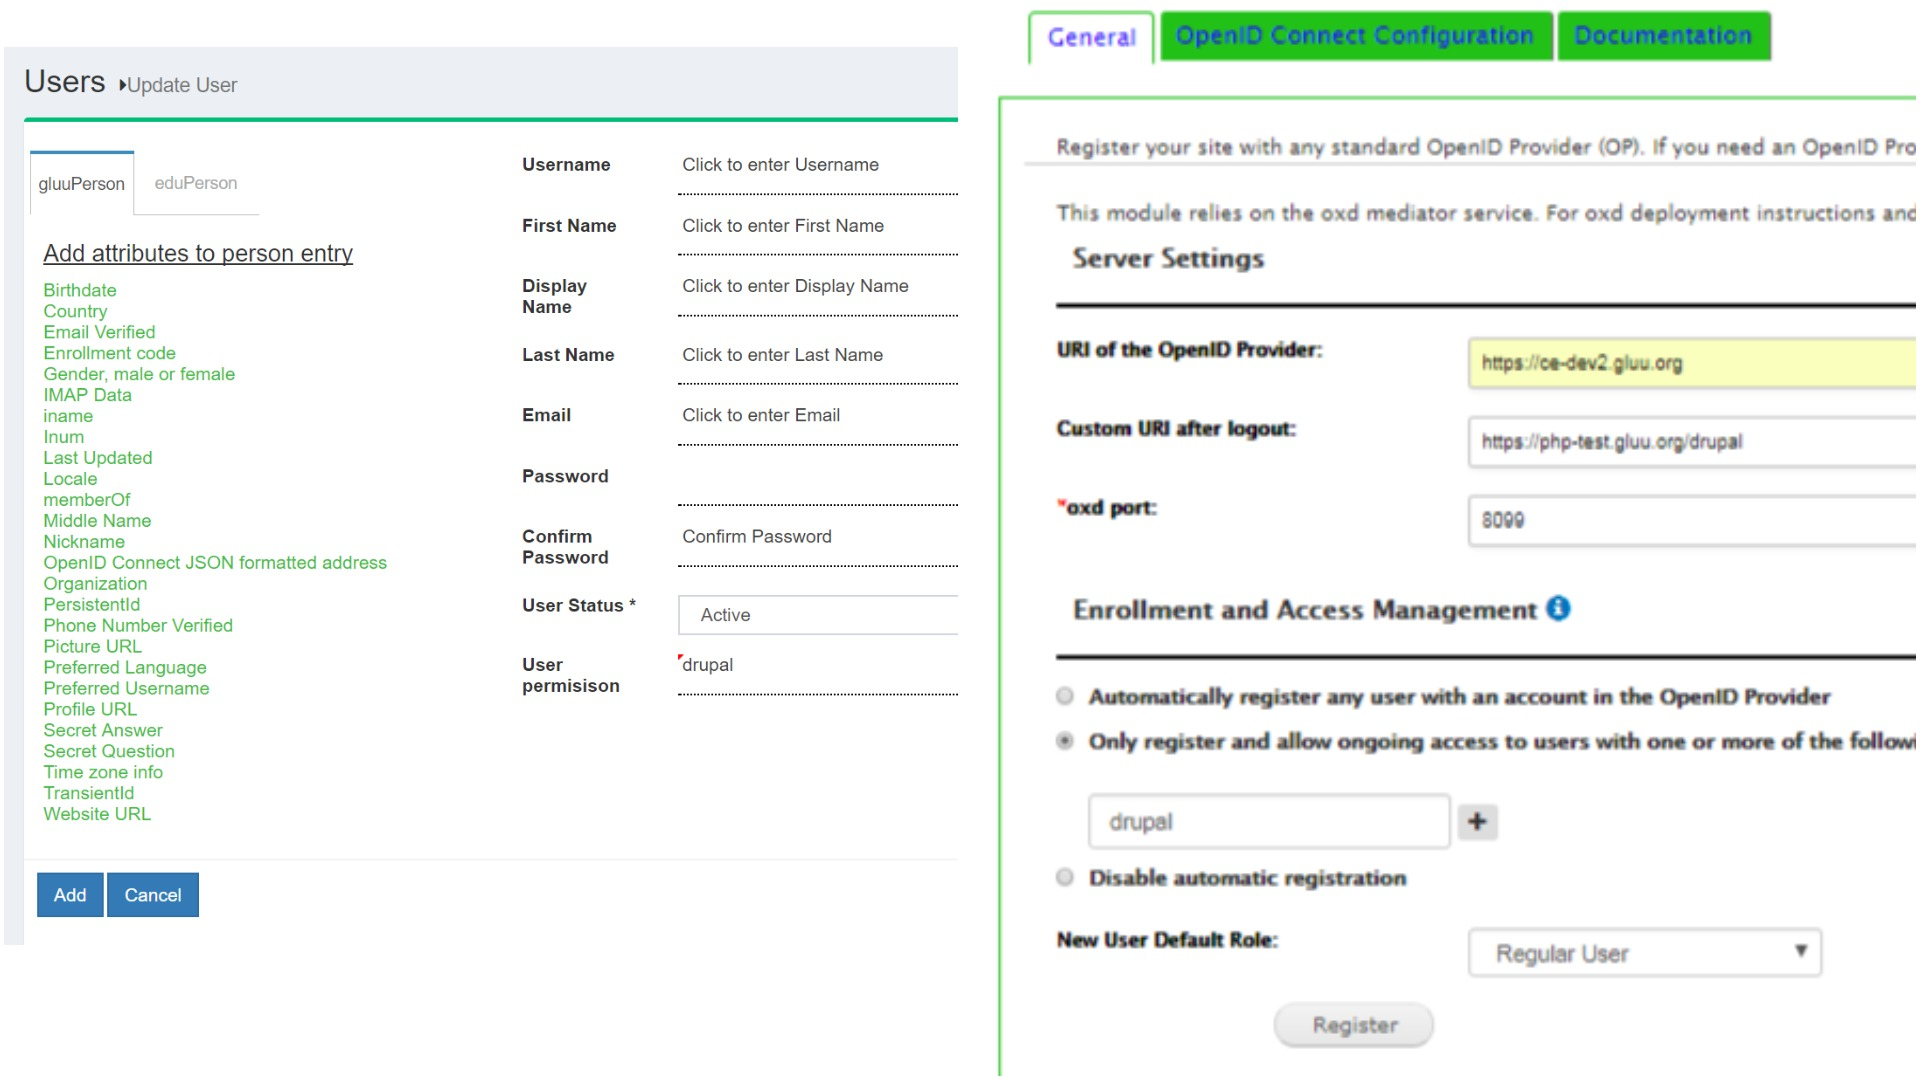 Users Update User
gluuPerson eduPerson
Add attributes to person entry
Birthdate
Country
Email Verified
Enrollment code
Gender, male or female
IMAP Data
iname
Inum
Last Updated
Locale
memberOf
Middle Name
Nickname
OpenID Connect JSON formatted address
Organization
PersistentId
Phone Number Verified
Picture URL
Preferred Language
Preferred Username
Profile URL
Secret Answer
Secret Question
Time zone info
TransientId
Website URL
Add Cancel
Username Click to enter Username
First Name Click to enter First Name
Display Click to enter Display Name
Name
Last Name Click to enter Last Name
Email Click to enter Email
Password
Confirm Confirm Password
Password
User Status * Active
User drupal
permisison
General OpenID Connect Configuration Documentation
Register your site with any standard OpenID Provider (OP). If you need an OpenID Pro
This module relies on the oxd mediator service. For oxd deployment instructions and
Server Settings
URI of the OpenID Provider: https://ce-dev2.gluu.org
Custom URI after logout: https://php-test.gluu.org/drupal
*oxd port: 8099
Enrollment and Access Management
Automatically register any user with an account in the OpenID Provider
Only register and allow ongoing access to users with one or more of the followi
drupal +
Disable automatic registration
New User Default Role: Regular User
Register